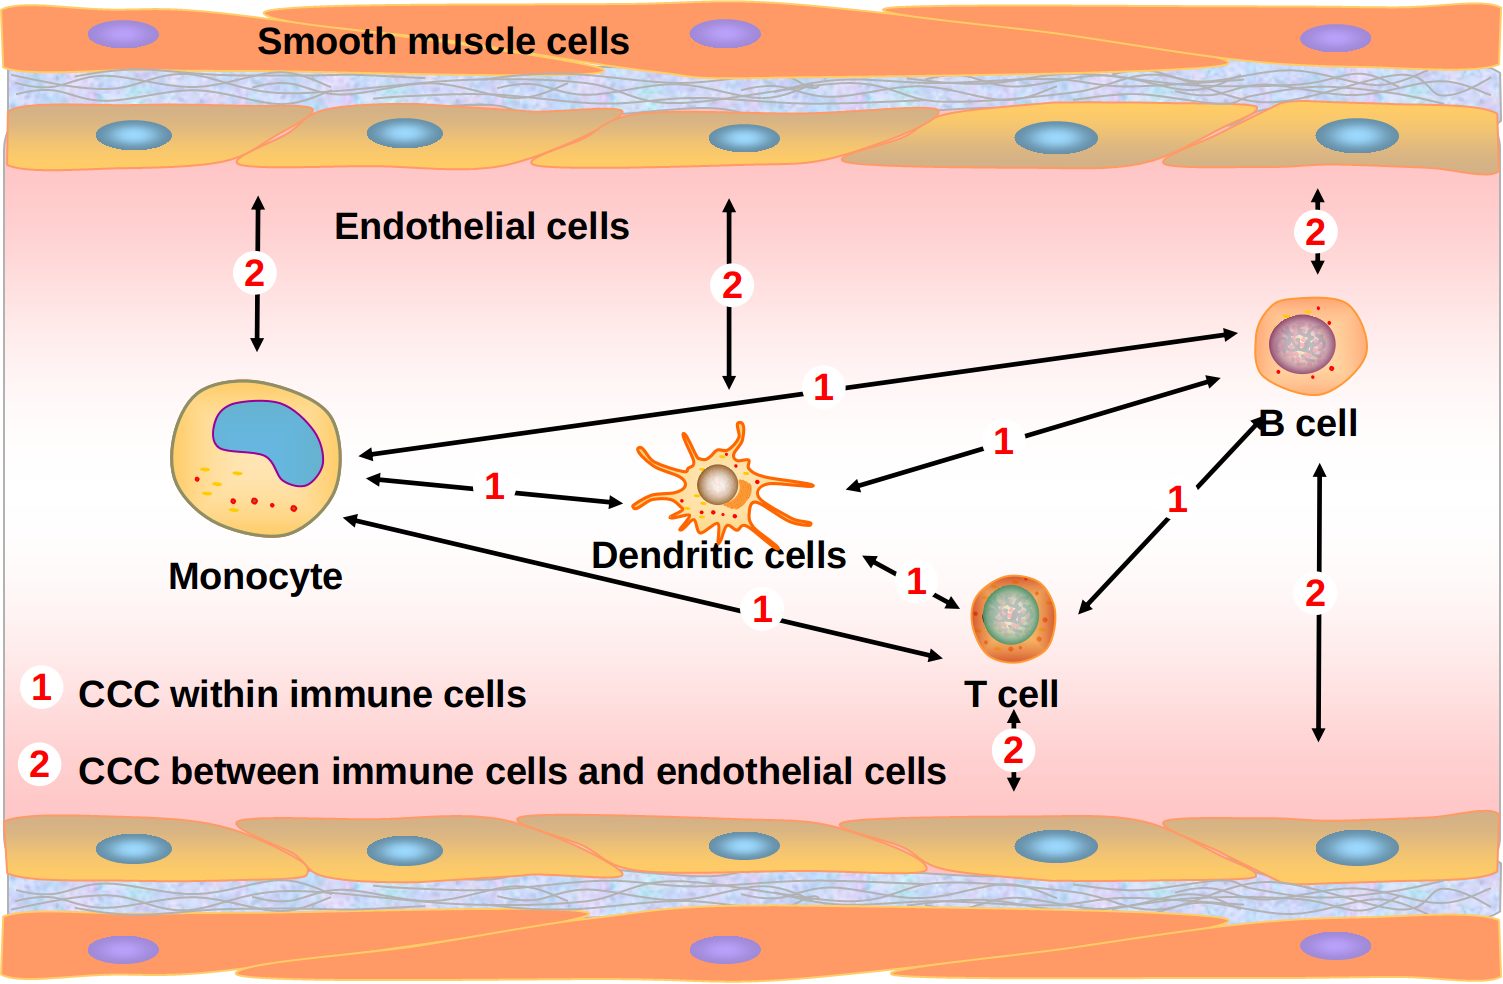 Smooth muscle cells
Endothelial cells
2
2
2
1
1
B cell
1
1
Dendritic cells
Monocyte
1
1
2
T cell
1 CCC within immune cells
2
2 CCC between immune cells and endothelial cells